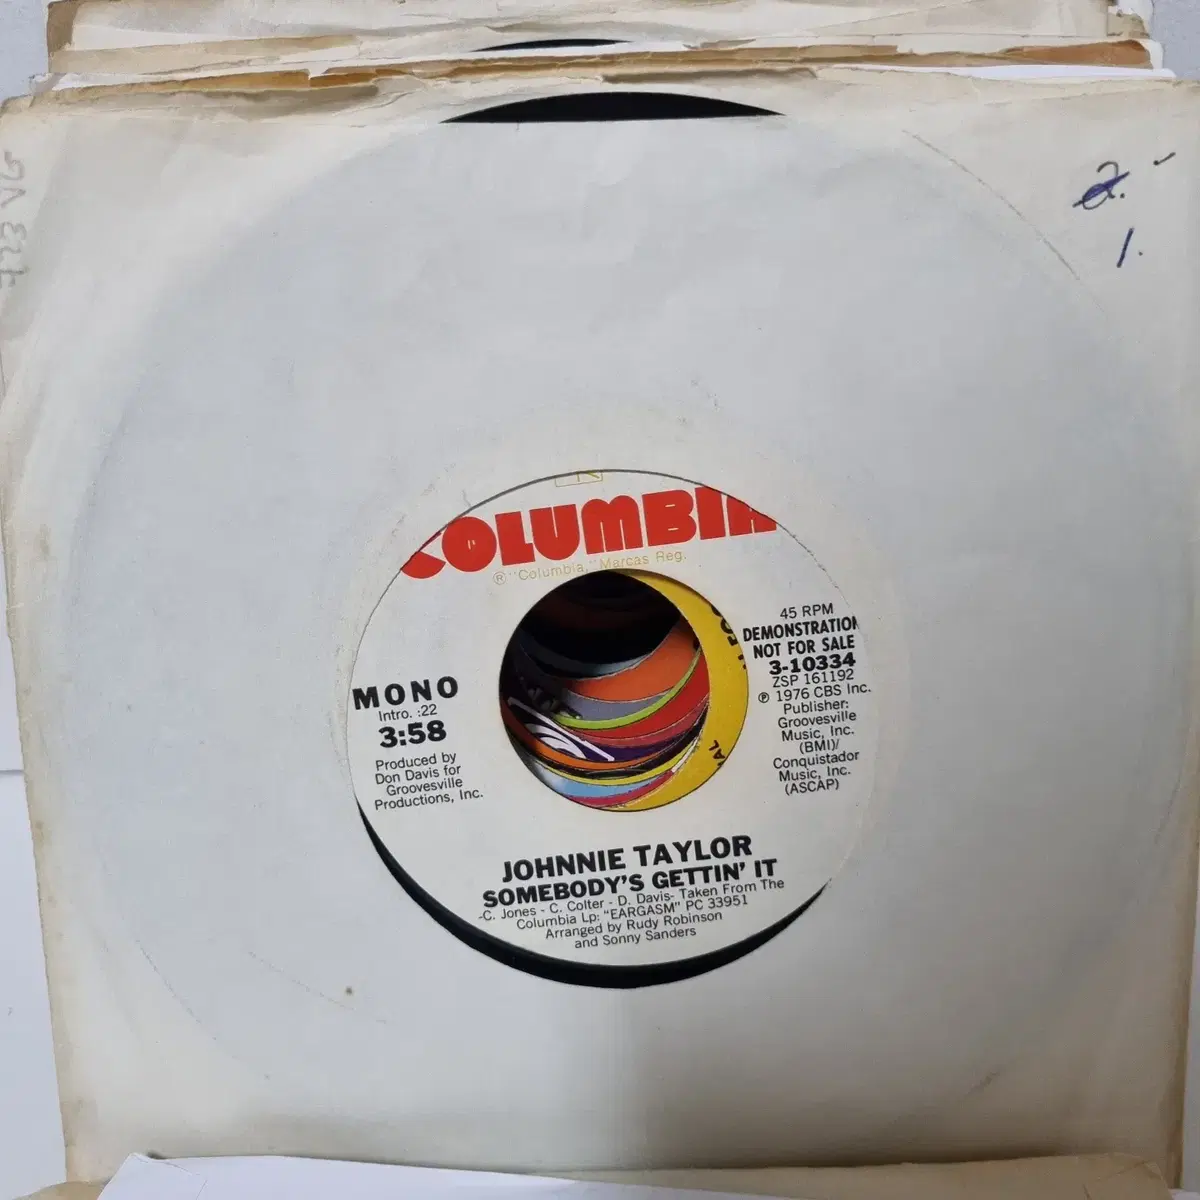 2.
1.
COLUMBIA
® "Columbia," Marcas Reg.
MONO
Intro. :22
3:58
Produced by
Don Davis for
Groovesville
Productions, Inc.
45 RPM
DEMONSTRATION
NOT FOR SALE
3-10334
ZSP 161192
℗ 1976 CBS Inc.
Publisher:
Groovesville
Music, Inc.
(BMI)/
Conquistador
Music, Inc.
(ASCAP)
JOHNNIE TAYLOR
SOMEBODY'S GETTIN' IT
-C. Jones - C. Colter - D. Davis- Taken From The
Columbia Lp: "EARGASM" PC 33951
Arranged by Rudy Robinson
and Sonny Sanders